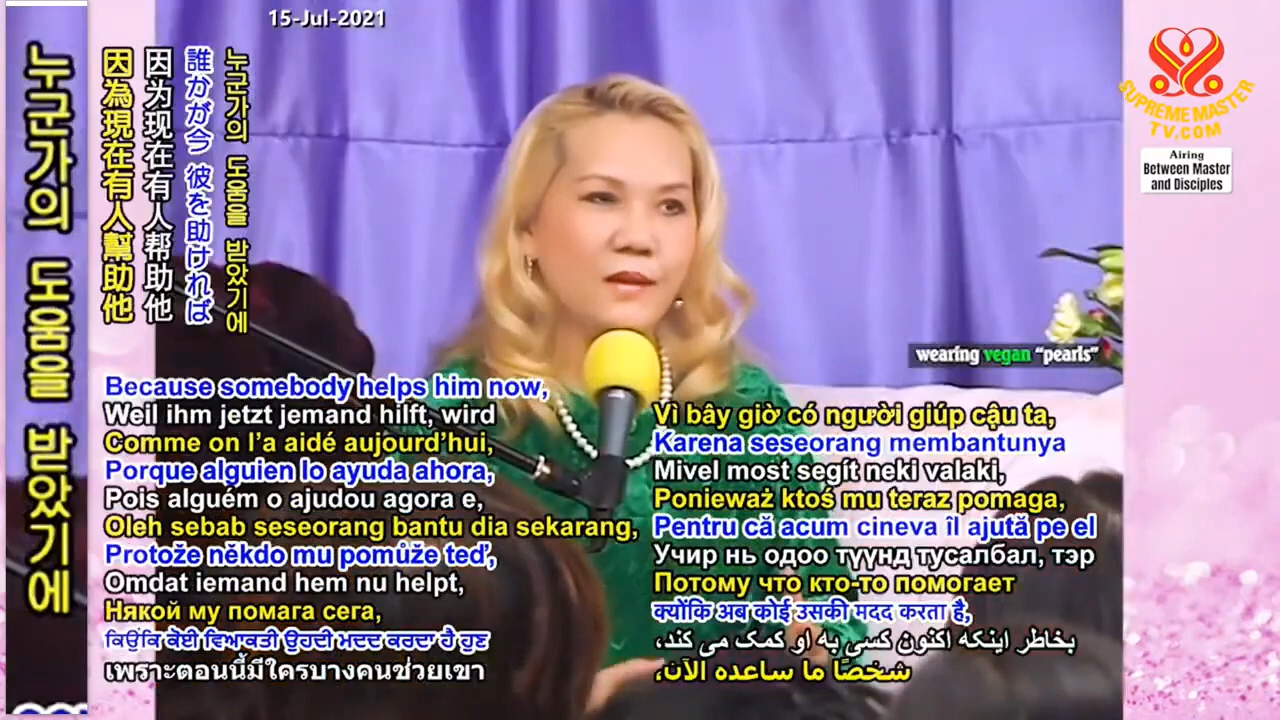 15-Jul-2021
누군가의 도움을 받았기에
因為現在有人幫助他
因为现在有人帮助他
誰かが今 彼を助ければ
누군가의 도움을 받았기에
SUPREME MASTER
TV.COM
Airing
Between Master
and Disciples
wearing vegan “pearls”
Because somebody helps him now,
Weil ihm jetzt jemand hilft, wird
Comme on l’a aidé aujourd’hui,
Porque alguien lo ayuda ahora,
Pois alguém o ajudou agora e,
Oleh sebab seseorang bantu dia sekarang,
Protože někdo mu pomůže teď,
Omdat iemand hem nu helpt,
Някой му помага сега,
ਕਿਉਂਕਿ ਕੋਈ ਵਿਆਕਤੀ ਉਹਦੀ ਮਦਦ ਕਰਦਾ ਹੈ ਹੁਣ
เพราะตอนนี้มีใครบางคนช่วยเขา
Vì bây giờ có người giúp cậu ta,
Karena seseorang membantunya
Mivel most segít neki valaki,
Ponieważ ktoś mu teraz pomaga,
Pentru că acum cineva îl ajută pe el
Учир нь одоо түүнд тусалбал, тэр
Потому что кто-то помогает
क्योंकि अब कोई उसकी मदद करता है,
بخاطر اینکه اکنون کسی به او کمک می کند،
شخصًا ما ساعده الآن،